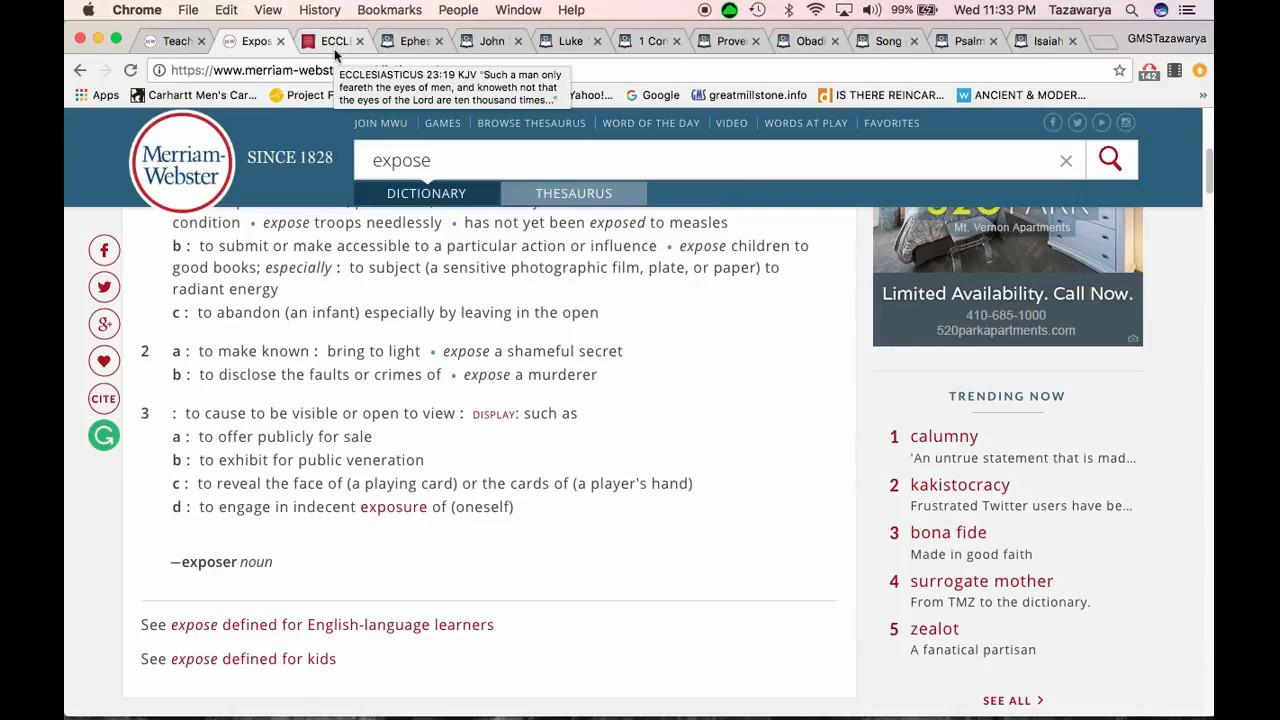 Chrome File Edit View History Bookmarks People Window Help 99% Wed 11:33 PM Tazawarya
Teach Expos ECCL Ephes John Luke 1 Cor Prove Obadi Song Psalm Isaiah GMSTazawarya
https://www.merriam-webst 142
ECCLESIASTICUS 23:19 KJV "Such a man only
feareth the eyes of men, and knoweth not that
the eyes of the Lord are ten thousand times..."
Apps Carhartt Men's Car... Project F Yahoo!... Google GMS greatmillstone.info IS THERE REINCAR... W ANCIENT & MODER... »
JOIN MWU GAMES BROWSE THESAURUS WORD OF THE DAY VIDEO WORDS AT PLAY FAVORITES
Merriam-
Webster
SINCE 1828
expose
DICTIONARY THESAURUS
condition • expose troops needlessly • has not yet been exposed to measles
b : to submit or make accessible to a particular action or influence • expose children to
good books; especially : to subject (a sensitive photographic film, plate, or paper) to
radiant energy
c : to abandon (an infant) especially by leaving in the open
2 a : to make known : bring to light • expose a shameful secret
b : to disclose the faults or crimes of • expose a murderer
3 : to cause to be visible or open to view : DISPLAY: such as
a : to offer publicly for sale
b : to exhibit for public veneration
c : to reveal the face of (a playing card) or the cards of (a player's hand)
d : to engage in indecent exposure of (oneself)
—exposer noun
See expose defined for English-language learners
See expose defined for kids
CITE
Mt. Vernon Apartments
Limited Availability. Call Now.
410-685-1000
520parkapartments.com
TRENDING NOW
1 calumny
'An untrue statement that is mad...
2 kakistocracy
Frustrated Twitter users have be...
3 bona fide
Made in good faith
4 surrogate mother
From TMZ to the dictionary.
5 zealot
A fanatical partisan
SEE ALL >